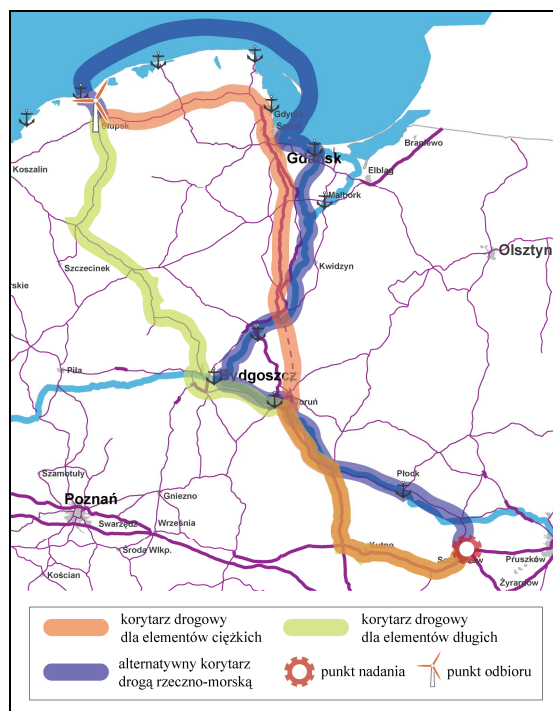 Słupsk
Gdynia
Sopot
Gdańsk
Braniewo
Elbląg
Koszalin
Malbork
Olsztyn
Kwidzyn
Szczecinek
Piła
Bydgoszcz
Toruń
Szamotuły
Płock
Gniezno
Poznań
Swarzędz
Września
Środa Wlkp.
Kutno
Pruszków
Kościan
Żyrardów
korytarz drogowy
dla elementów ciężkich
korytarz drogowy
dla elementów długich
alternatywny korytarz
drogą rzeczno-morską
punkt nadania
punkt odbioru